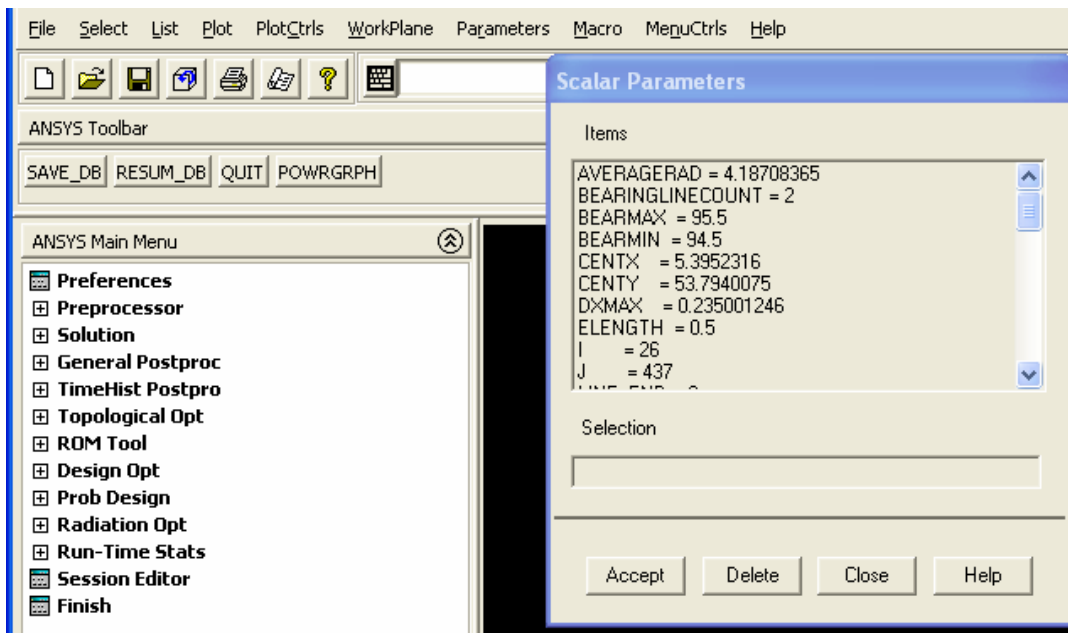 File Select List Plot PlotCtrls WorkPlane Parameters Macro MenuCtrls Help
ANSYS Toolbar
SAVE_DB RESUM_DB QUIT POWRGRPH
ANSYS Main Menu
Preferences
Preprocessor
Solution
General Postproc
TimeHist Postpro
Topological Opt
ROM Tool
Design Opt
Prob Design
Radiation Opt
Run-Time Stats
Session Editor
Finish
Scalar Parameters
Items
AVERAGERAD = 4.18708365
BEARINGLINECOUNT = 2
BEARMAX = 95.5
BEARMIN = 94.5
CENTX = 5.3952316
CENTY = 53.7940075
DXMAX = 0.235001246
ELENGTH = 0.5
I = 26
J = 437
Selection
Accept Delete Close Help